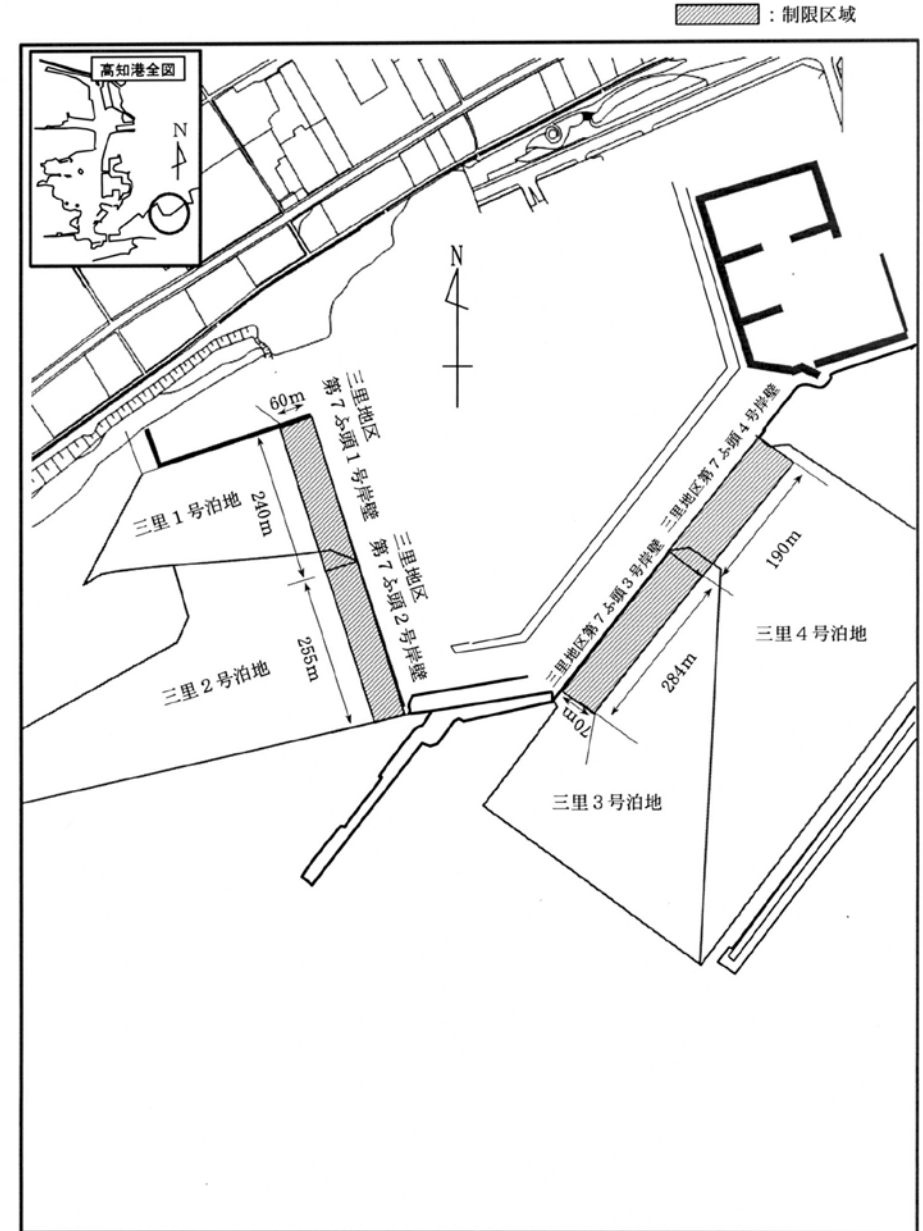 ：制限区域
高知港全図
N
N
60m
三里地区
第７ふ頭１号岸壁
三里地区
第７ふ頭２号岸壁
三里地区第７ふ頭４号岸壁
三里地区第７ふ頭３号岸壁
三里１号泊地
240m
三里２号泊地
255m
190m
284m
70m
三里４号泊地
三里３号泊地